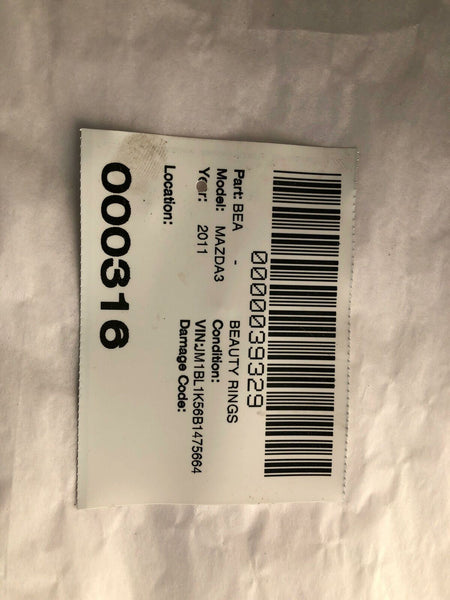 0000039329
Part: BEA - BEAUTY RINGS
Model: MAZDA3 Condition:
Year: 2011 VIN:JM1BL1K56B1475664
Location: Damage Code:
000316